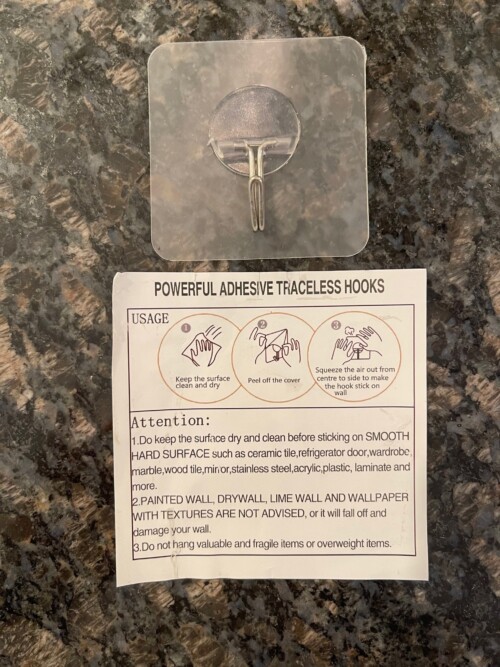 POWERFUL ADHESIVE TRACELESS HOOKS
USAGE
1
2
3
Keep the surface
clean and dry
Peel off the cover
Squeeze the air out from
centre to side to make
the hook stick on
wall
Attention:
1.Do keep the surface dry and clean before sticking on SMOOTH
HARD SURFACE such as ceramic tile,refrigerator door,wardrobe,
marble,wood tile,mirror,stainless steel,acrylic,plastic, laminate and
more.
2.PAINTED WALL, DRYWALL, LIME WALL AND WALLPAPER
WITH TEXTURES ARE NOT ADVISED, or it will fall off and
damage your wall.
3.Do not hang valuable and fragile items or overweight items.